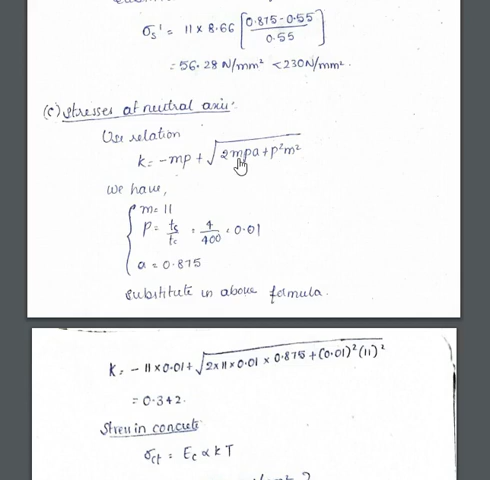 σs' = 11 × 8.66 [0.875-0.55 / 0.55]
= 56.28 N/mm² < 230 N/mm².
(c) Stresses at neutral axis:
Use relation
k = -mp + √2mpa + p²m²
we have,
m = 11
p = ts/tc = 4/400 = 0.01
a = 0.875
substitute in above formula.
k = - 11 × 0.01 + √2×11×0.01 × 0.875 + (0.01)² (11)²
= 0.342.
Stress in concrete
σct = Ec α k T